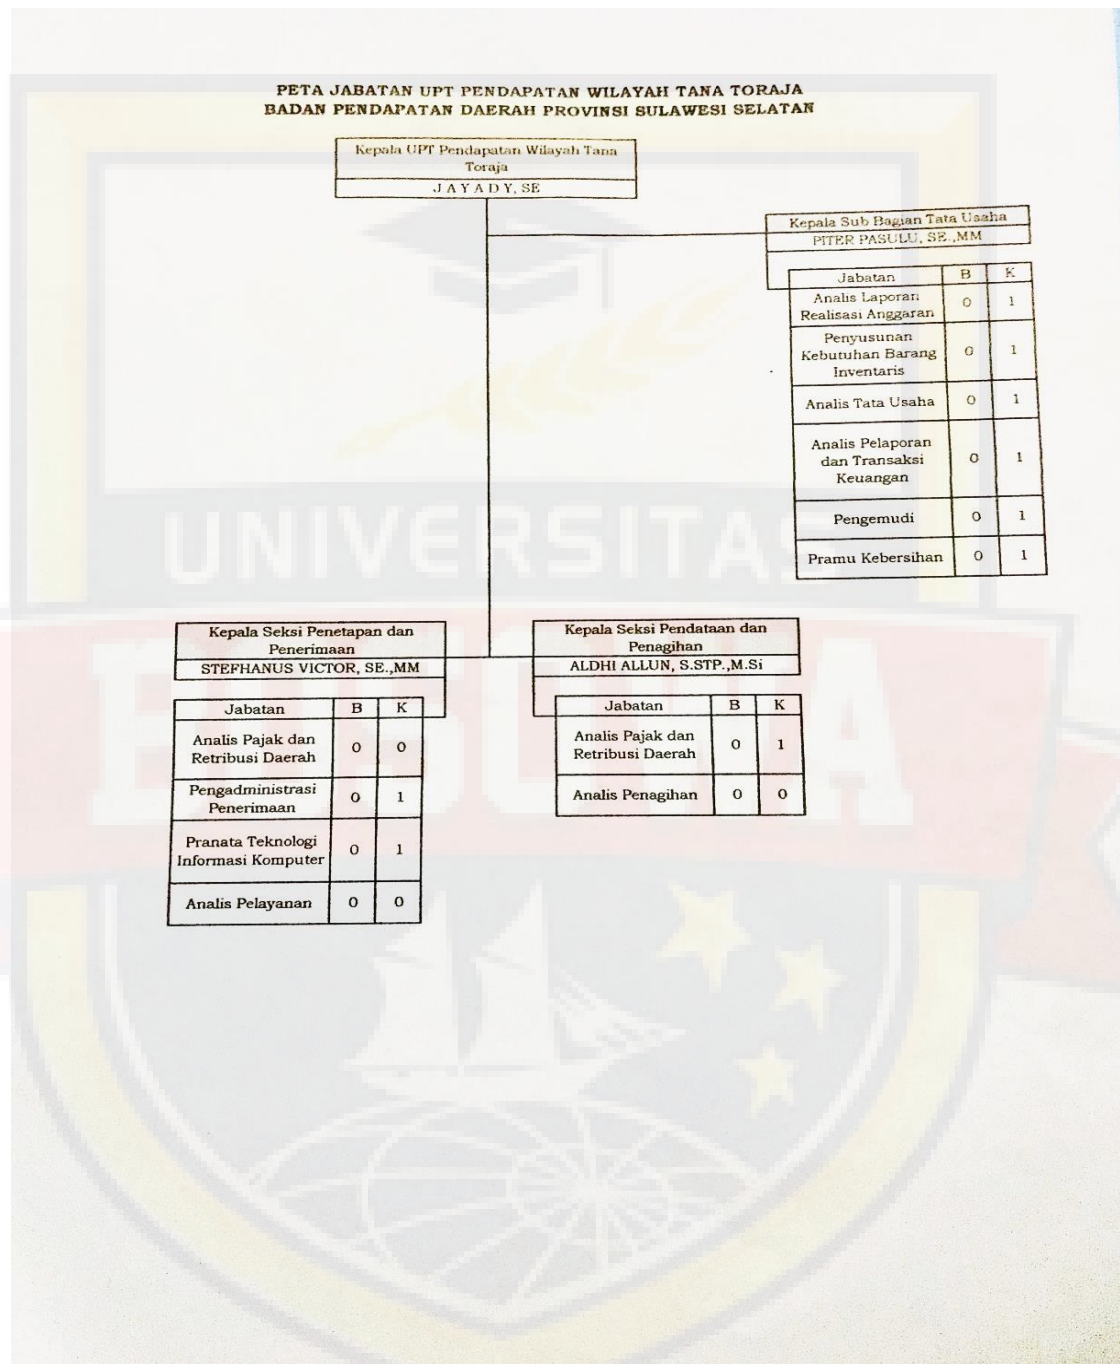 PETA JABATAN UPT PENDAPATAN WILAYAH TANA TORAJA
BADAN PENDAPATAN DAERAH PROVINSI SULAWESI SELATAN
Kepala UPT Pendapatan Wilayah Tana
Toraja
J A Y A D Y, SE
Kepala Sub Bagian Tata Usaha
PITER PASULU, SE.,MM
Jabatan B K
Analis Laporan
Realisasi Anggaran 0 1
Penyusunan
Kebutuhan Barang 0 1
Inventaris
Analis Tata Usaha 0 1
Analis Pelaporan
dan Transaksi 0 1
Keuangan
Pengemudi 0 1
Pramu Kebersihan 0 1
Kepala Seksi Penetapan dan
Penerimaan
STEFHANUS VICTOR, SE.,MM
Jabatan B K
Analis Pajak dan
Retribusi Daerah 0 0
Pengadministrasi
Penerimaan 0 1
Pranata Teknologi
Informasi Komputer 0 1
Analis Pelayanan 0 0
Kepala Seksi Pendataan dan
Penagihan
ALDHI ALLUN, S.STP.,M.Si
Jabatan B K
Analis Pajak dan
Retribusi Daerah 0 1
Analis Penagihan 0 0
UNIVERSITAS
BOSOWA